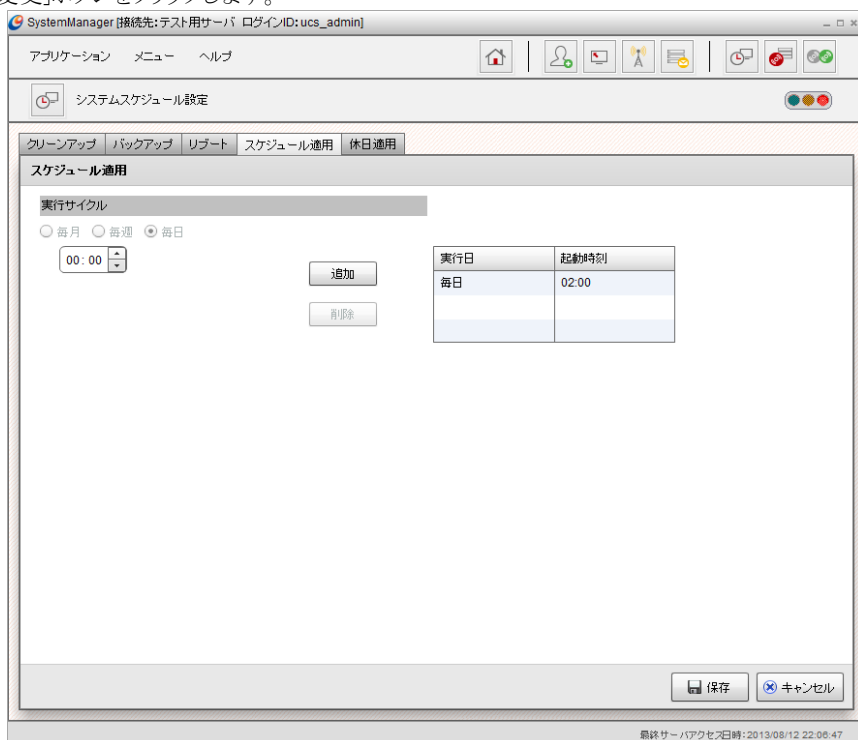 SystemManager [接続先:テスト用サーバ ログインID:ucs_admin]
アプリケーション メニュー ヘルプ
システムスケジュール設定
クリーンアップ バックアップ リブート スケジュール適用 休日適用
スケジュール適用
実行サイクル
毎月 毎週 毎日
00:00
追加
削除
実行日 起動時刻
毎日 02:00
保存 キャンセル
最終サーバアクセス日時:2013/08/12 22:06:47